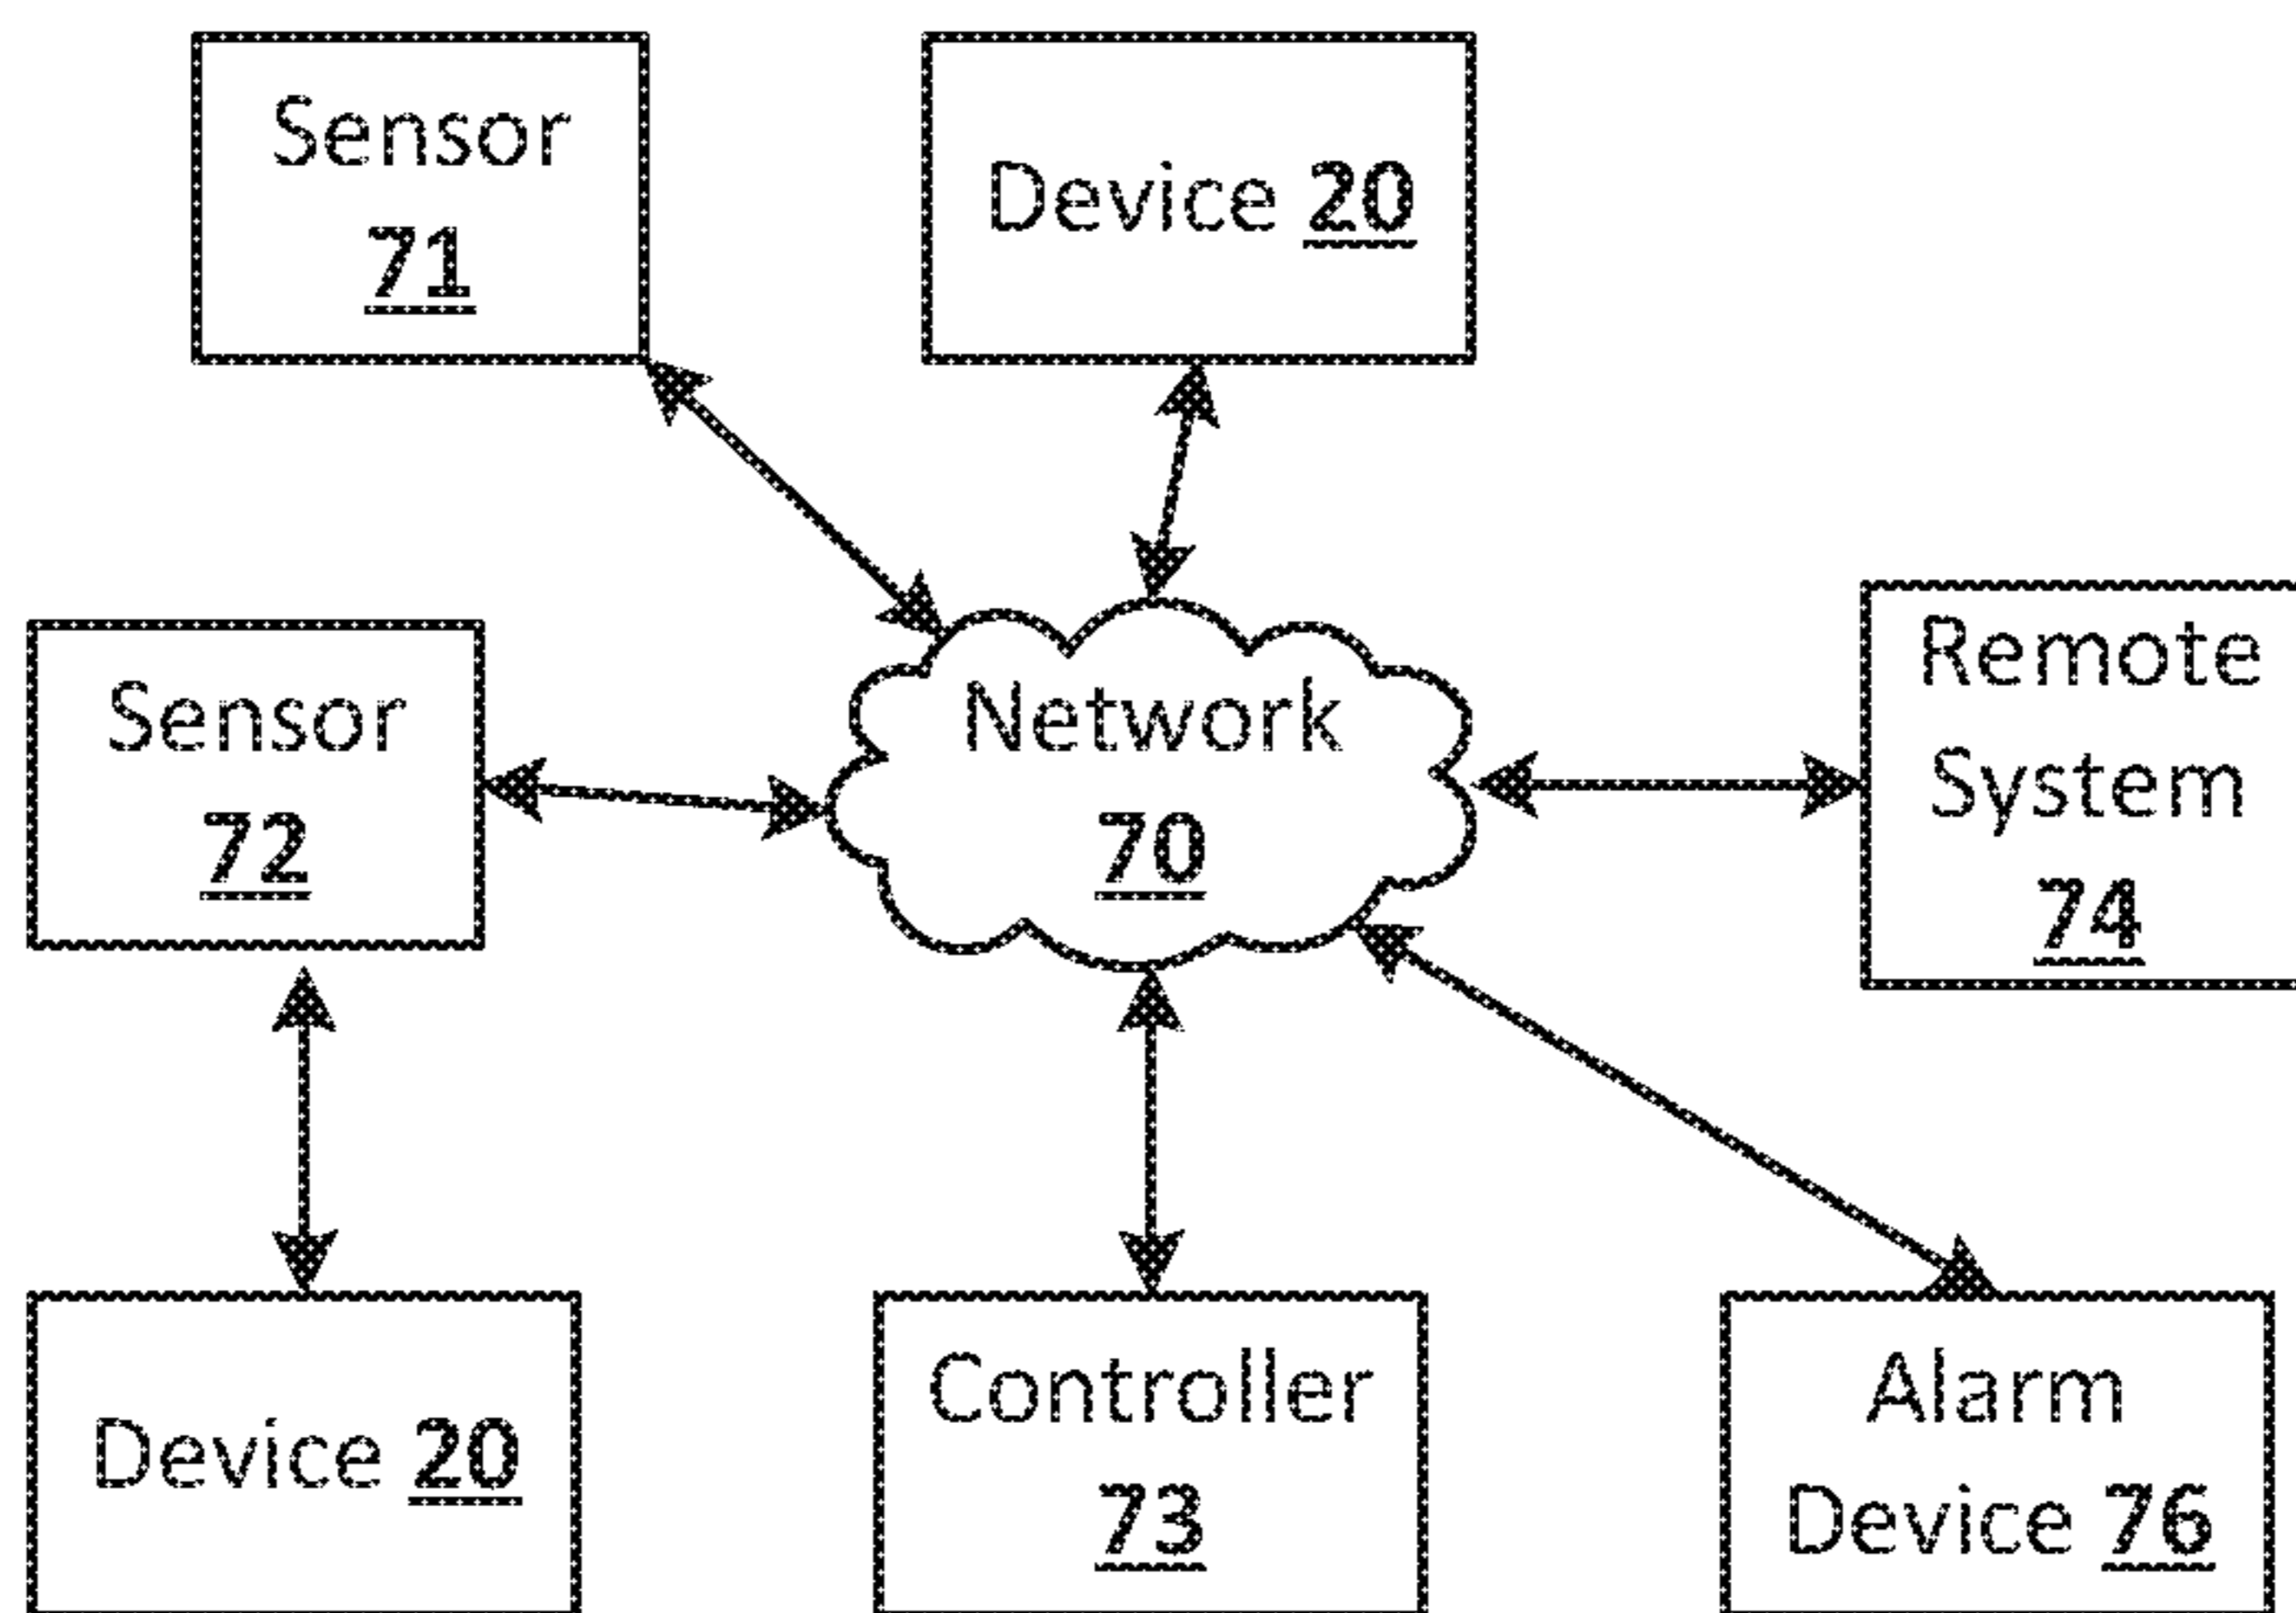 Sensor
71
Device 20
Sensor
72
Network
70
Remote
System
74
Device 20
Controller
73
Alarm
Device 76